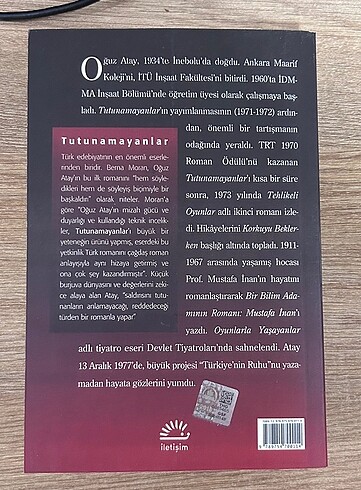 Oğuz Atay, 1934'te İnebolu'da doğdu. Ankara Maarif
Koleji'ni, İTÜ İnşaat Fakültesi'ni bitirdi. 1960'ta İDM-
MA İnşaat Bölümü'nde öğretim üyesi olarak çalışmaya baş-
ladı. Tutunamayanlar'ın yayımlanmasının (1971-1972) ardın-
dan, önemli bir tartışmanın
odağında yeraldı. TRT 1970
Roman Ödülü'nü kazanan
Tutunamayanlar'ı kısa bir süre
sonra, 1973 yılında Tehlikeli
Oyunlar adlı ikinci romanı izle-
di. Hikâyelerini Korkuyu Bekler-
ken başlığı altında topladı. 1911-
1967 arasında yaşamış hocası
Prof. Mustafa İnan'ın hayatını
romanlaştırarak Bir Bilim Ada-
mının Romanı: Mustafa İnan'ı
yazdı. Oyunlarla Yaşayanlar
adlı tiyatro eseri Devlet Tiyatroları'nda sahnelendi. Atay
13 Aralık 1977'de, büyük projesi "Türkiye'nin Ruhu"nu yaza-
madan hayata gözlerini yumdu.
Tutunamayanlar
Türk edebiyatının en önemli eserle-
rinden biridir. Berna Moran, Oğuz
Atay'ın bu ilk romanını "hem söyle-
dikleri hem de söyleyiş biçimiyle bir
başkaldırı" olarak niteler. Moran'a
göre "Oğuz Atay'ın mizah gücü ve
duyarlığı ve kullandığı teknik incelik-
ler, Tutunamayanlar'ı büyük bir
yeteneğin ürünü yapmış, eserdeki bu
yetkinlik Türk romanını çağdaş roman
anlayışıyla aynı hizaya getirmiş ve
ona çok şey kazandırmıştır". Küçük
burjuva dünyasını ve değerlerini zekî-
ce alaya alan Atay, "saldırısını tutu-
nanların anlamayacağı, reddedeceği
türden bir romanla yapar"
iletişim
9 789754 700114